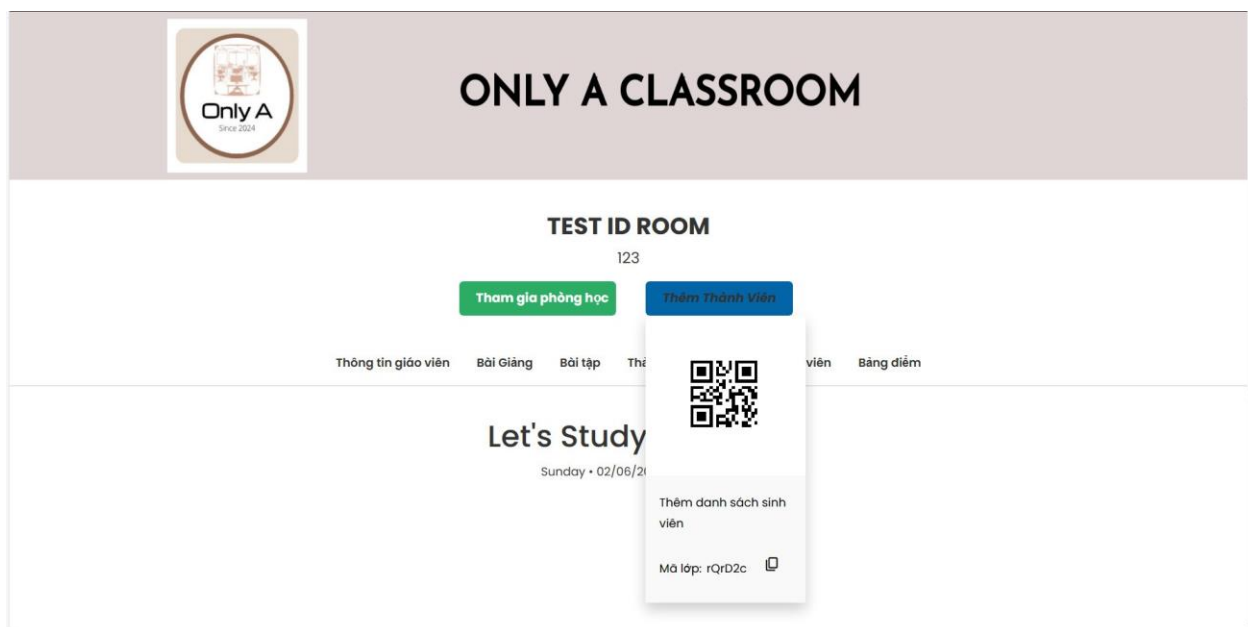 Only A
Since 2024
ONLY A CLASSROOM
TEST ID ROOM
123
Tham gia phòng học
Thêm Thành Viên
Thông tin giáo viên
Bài Giảng
Bài tập
viên
Bảng điểm
Let's Study
Sunday • 02/06/2
Thêm danh sách sinh
viên
Mã lớp: rQrD2c